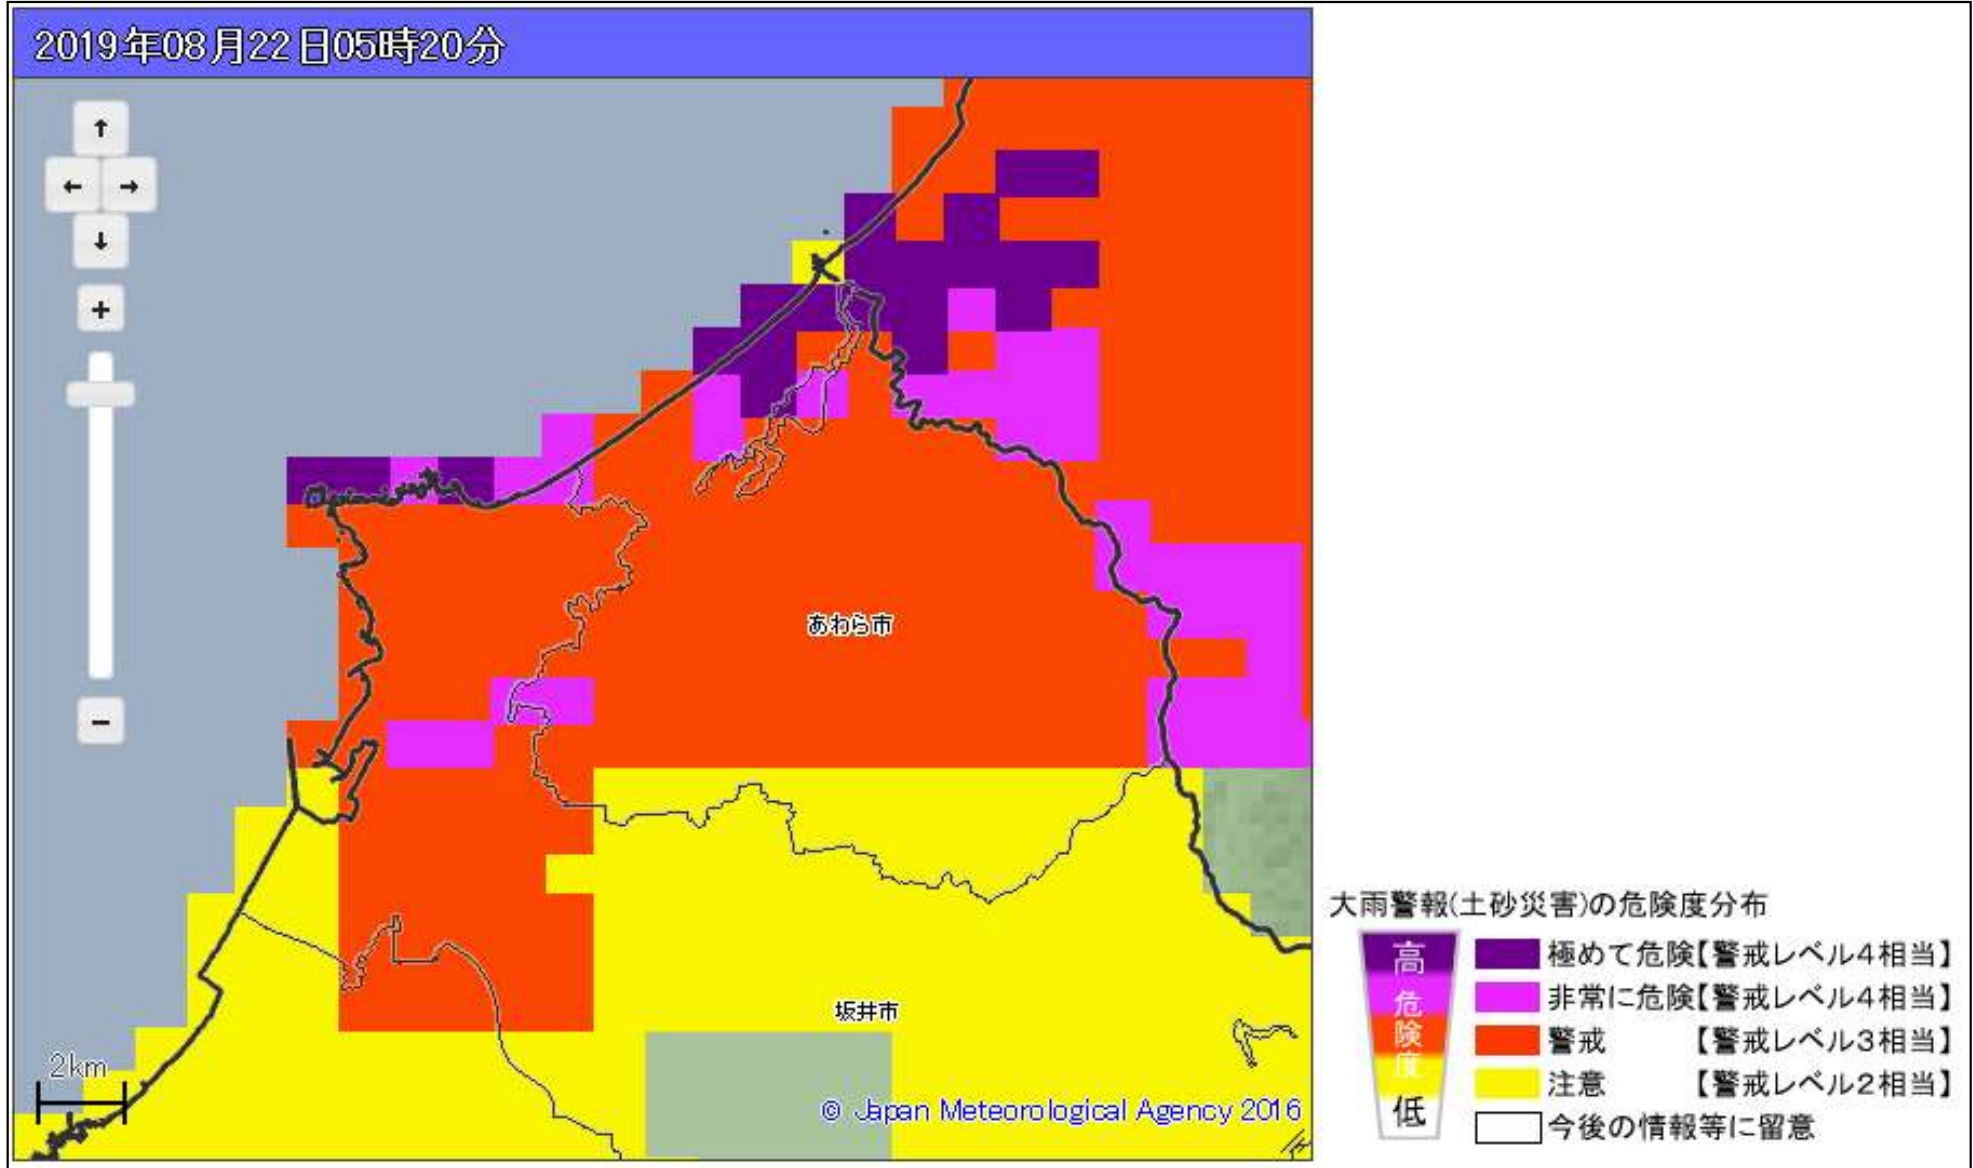 2019年08月22日05時20分
↑
← →
↓
+
−
あわら市
坂井市
2km
© Japan Meteorological Agency 2016
大雨警報(土砂災害)の危険度分布
高
危
険
度
低
極めて危険【警戒レベル4相当】
非常に危険【警戒レベル4相当】
警戒 【警戒レベル3相当】
注意 【警戒レベル2相当】
今後の情報等に留意